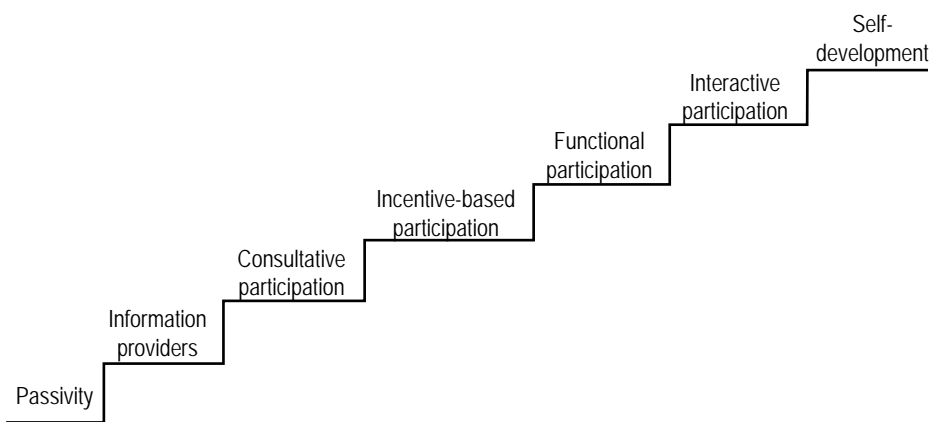 Self-
development
Interactive
participation
Functional
participation
Incentive-based
participation
Consultative
participation
Information
providers
Passivity